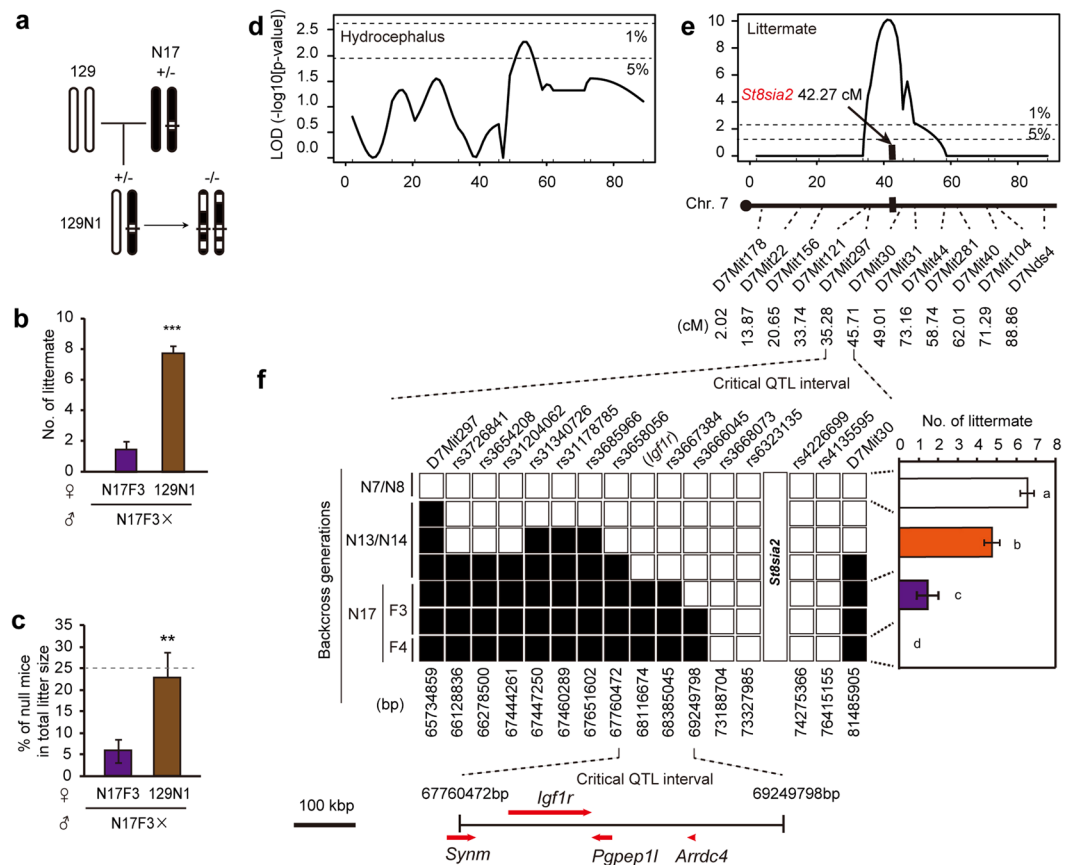 a
129
N17
+/-
+/-
-/-
129N1
b
No. of littermate
10
8
6
4
2
0
***
♀ N17F3 129N1
♂ N17F3×
c
% of null mice
in total litter size
35
30
25
20
15
10
5
0
**
♀ N17F3 129N1
♂ N17F3×
d
LOD (-log10[p-value])
Hydrocephalus
1%
5%
2.5
2.0
1.5
1.0
0.5
0.0
0 20 40 60 80
e
Littermate
10
8
6
4
2
0
St8sia2 42.27 cM
1%
5%
0 20 40 60 80
Chr. 7
D7Mit178 D7Mit22 D7Mit156 D7Mit121 D7Mit297 D7Mit30 D7Mit31 D7Mit44 D7Mit281 D7Mit40 D7Mit104 D7Nds4
(cM) 2.02 13.87 20.65 33.74 35.28 45.71 49.01 73.16 58.74 62.01 71.29 88.86
f
Critical QTL interval
D7Mit297 rs3726841 rs3654208 rs31204062 rs31340726 rs31178785 rs3685966 rs3658056 (Igf1r) rs3667384 rs3666045 rs3668073 rs6323135 rs4226699 rs4135595 D7Mit30
No. of littermate
0 1 2 3 4 5 6 7 8
Backcross generations
N7/N8
N13/N14
N17
F3
F4
St8sia2
a
b
c
d
(bp) 65734859 66128836 66278500 67444261 67447250 67460289 67651602 67760472 68116674 68385045 69249798 73188704 73327985 74275366 76415155 81485905
Critical QTL interval
67760472bp 69249798bp
100 kbp
Igf1r
Synm Pgpep1l Arrdc4